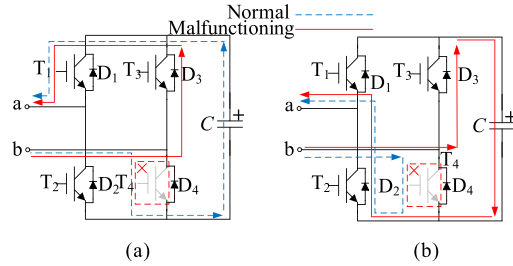 Normal
Malfunctioning
T1 D1 T3 D3
a
C +
b
T2 D2 T4 D4
(a)
T1 D1 T3 D3
a
C +
b
T4
T2 D2 D4
(b)